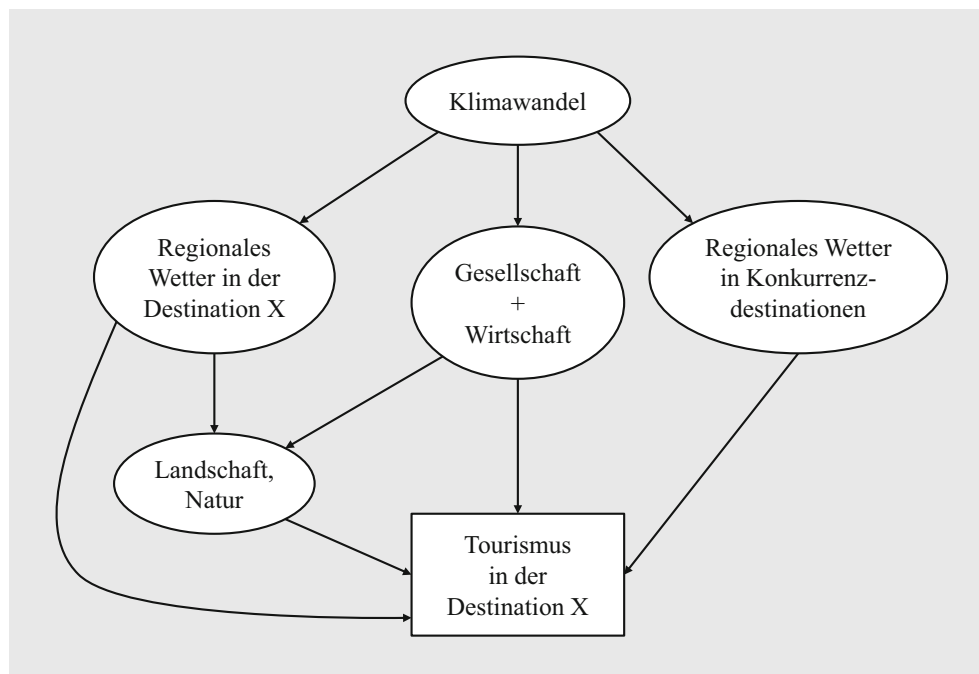 Klimawandel
Regionales
Wetter in der
Destination X
Gesellschaft
+
Wirtschaft
Regionales Wetter
in Konkurrenz-
destinationen
Landschaft,
Natur
Tourismus
in der
Destination X